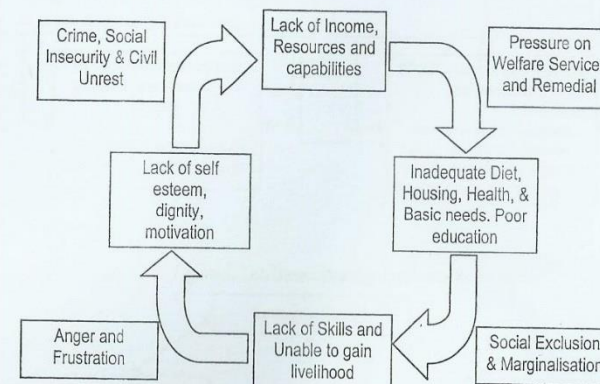 Crime, Social
Insecurity & Civil
Unrest
Lack of Income,
Resources and
capabilities
Pressure on
Welfare Service
and Remedial
Lack of self
esteem,
dignity,
motivation
Inadequate Diet,
Housing, Health, &
Basic needs. Poor
education
Anger and
Frustration
Lack of Skills and
Unable to gain
livelihood
Social Exclusion
& Marginalisation